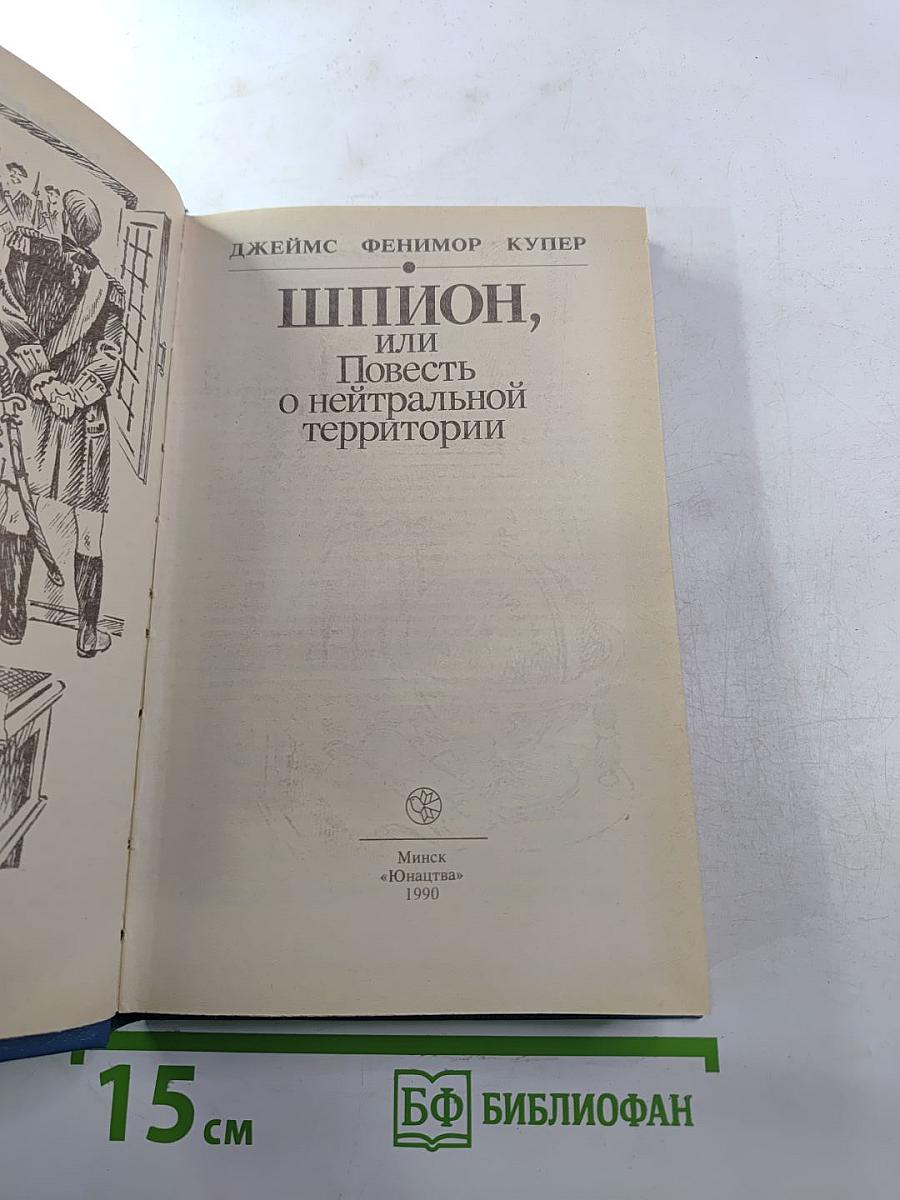 ДЖЕЙМС ФЕНИМОР КУПЕР
ШПИОН,
или
Повесть
о нейтральной
территории
Минск
«Юнацтва»
1990
15 см
БФ БИБЛИОФАН